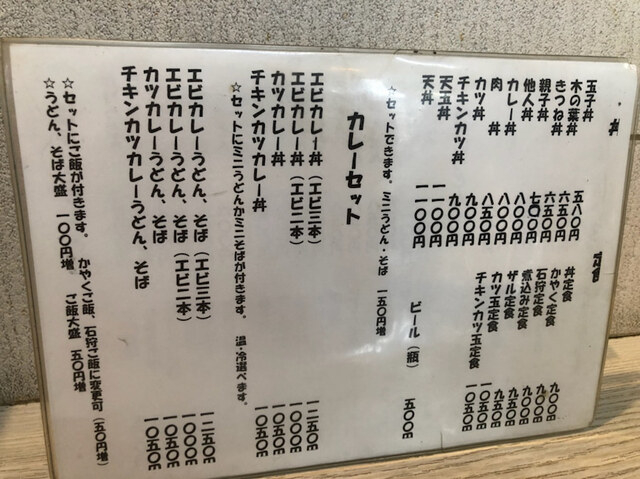 丼
玉子丼 五八〇円
木の葉丼 六五〇円
きつね丼 六五〇円
親子丼 七〇〇円
他人丼 八〇〇円
カレー丼 八〇〇円
肉 丼 八五〇円
カツ丼 九〇〇円
チキンカツ丼 九〇〇円
天玉丼 一一〇〇円
天丼 一一〇〇円
☆セットできます。ミニうどん・そば 一五〇円増
定食
丼定食 九〇〇円
かやく定食 九〇〇円
石狩定食 九〇〇円
煮込み定食 九五〇円
ザル定食 九五〇円
カツ玉定食 一〇五〇円
チキンカツ玉定食 一〇五〇円
ビール(瓶) 五〇〇円
カレーセット
エビカレー丼(エビ三本) 一二五〇円
エビカレー丼(エビ二本) 一〇〇〇円
カツカレー丼 一〇五〇円
チキンカツカレー丼 一〇五〇円
☆セットにミニうどんかミニそばが付きます。 温・冷選べます。
エビカレーうどん、そば(エビ三本) 一二五〇円
エビカレーうどん、そば(エビ二本) 一〇〇〇円
カツカレーうどん、そば 一〇五〇円
チキンカツカレーうどん、そば 一〇五〇円
☆セットにご飯が付きます。 かやくご飯、石狩ご飯に変更可(五〇円増)
☆うどん、そば大盛 一〇〇円増 ご飯大盛 五〇円増